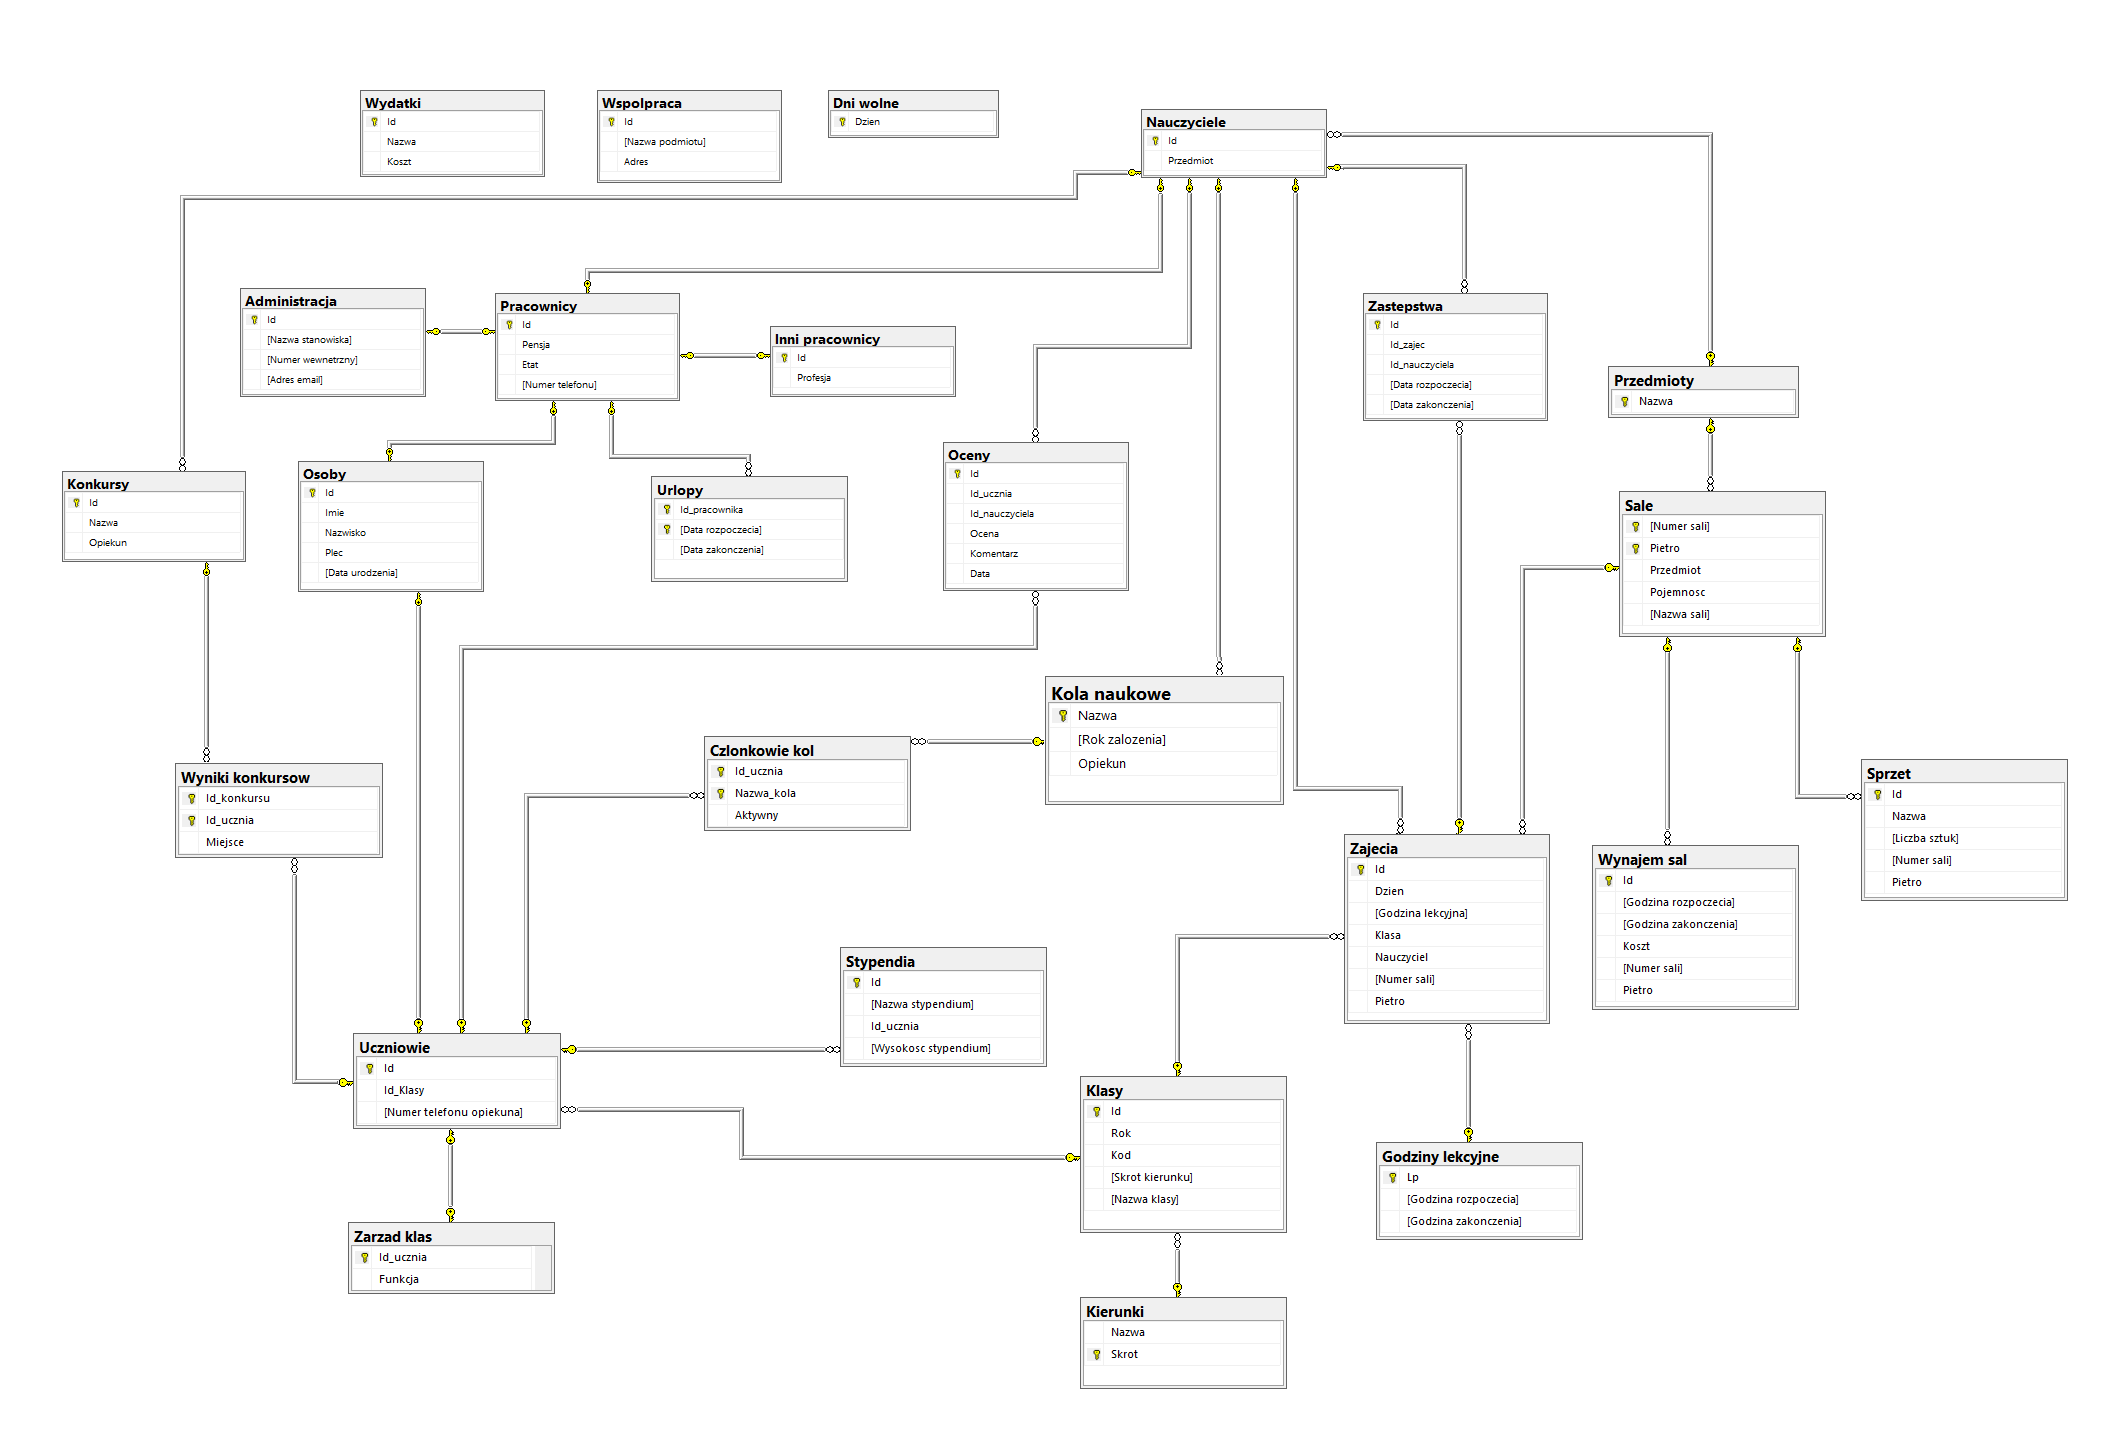 Wydatki
Id
Nazwa
Koszt
Wspolpraca
Id
[Nazwa podmiotu]
Adres
Dni wolne
Dzien
Nauczyciele
Id
Przedmiot
Administracja
Id
[Nazwa stanowiska]
[Numer wewnetrzny]
[Adres email]
Pracownicy
Id
Pensja
Etat
[Numer telefonu]
Inni pracownicy
Id
Profesja
Zastepstwa
Id
Id_zajec
Id_nauczyciela
[Data rozpoczecia]
[Data zakonczenia]
Przedmioty
Nazwa
Konkursy
Id
Nazwa
Opiekun
Osoby
Id
Imie
Nazwisko
Plec
[Data urodzenia]
Urlopy
Id_pracownika
[Data rozpoczecia]
[Data zakonczenia]
Oceny
Id
Id_ucznia
Id_nauczyciela
Ocena
Komentarz
Data
Sale
[Numer sali]
Pietro
Przedmiot
Pojemnosc
[Nazwa sali]
Kola naukowe
Nazwa
[Rok zalozenia]
Opiekun
Czlonkowie kol
Id_ucznia
Nazwa_kola
Aktywny
Wyniki konkursow
Id_konkursu
Id_ucznia
Miejsce
Sprzet
Id
Nazwa
[Liczba sztuk]
[Numer sali]
Pietro
Zajecia
Id
Dzien
[Godzina lekcyjna]
Klasa
Nauczyciel
[Numer sali]
Pietro
Wynajem sal
Id
[Godzina rozpoczecia]
[Godzina zakonczenia]
Koszt
[Numer sali]
Pietro
Stypendia
Id
[Nazwa stypendium]
Id_ucznia
[Wysokosc stypendium]
Uczniowie
Id
Id_Klasy
[Numer telefonu opiekuna]
Klasy
Id
Rok
Kod
[Skrot kierunku]
[Nazwa klasy]
Godziny lekcyjne
Lp
[Godzina rozpoczecia]
[Godzina zakonczenia]
Zarzad klas
Id_ucznia
Funkcja
Kierunki
Nazwa
Skrot